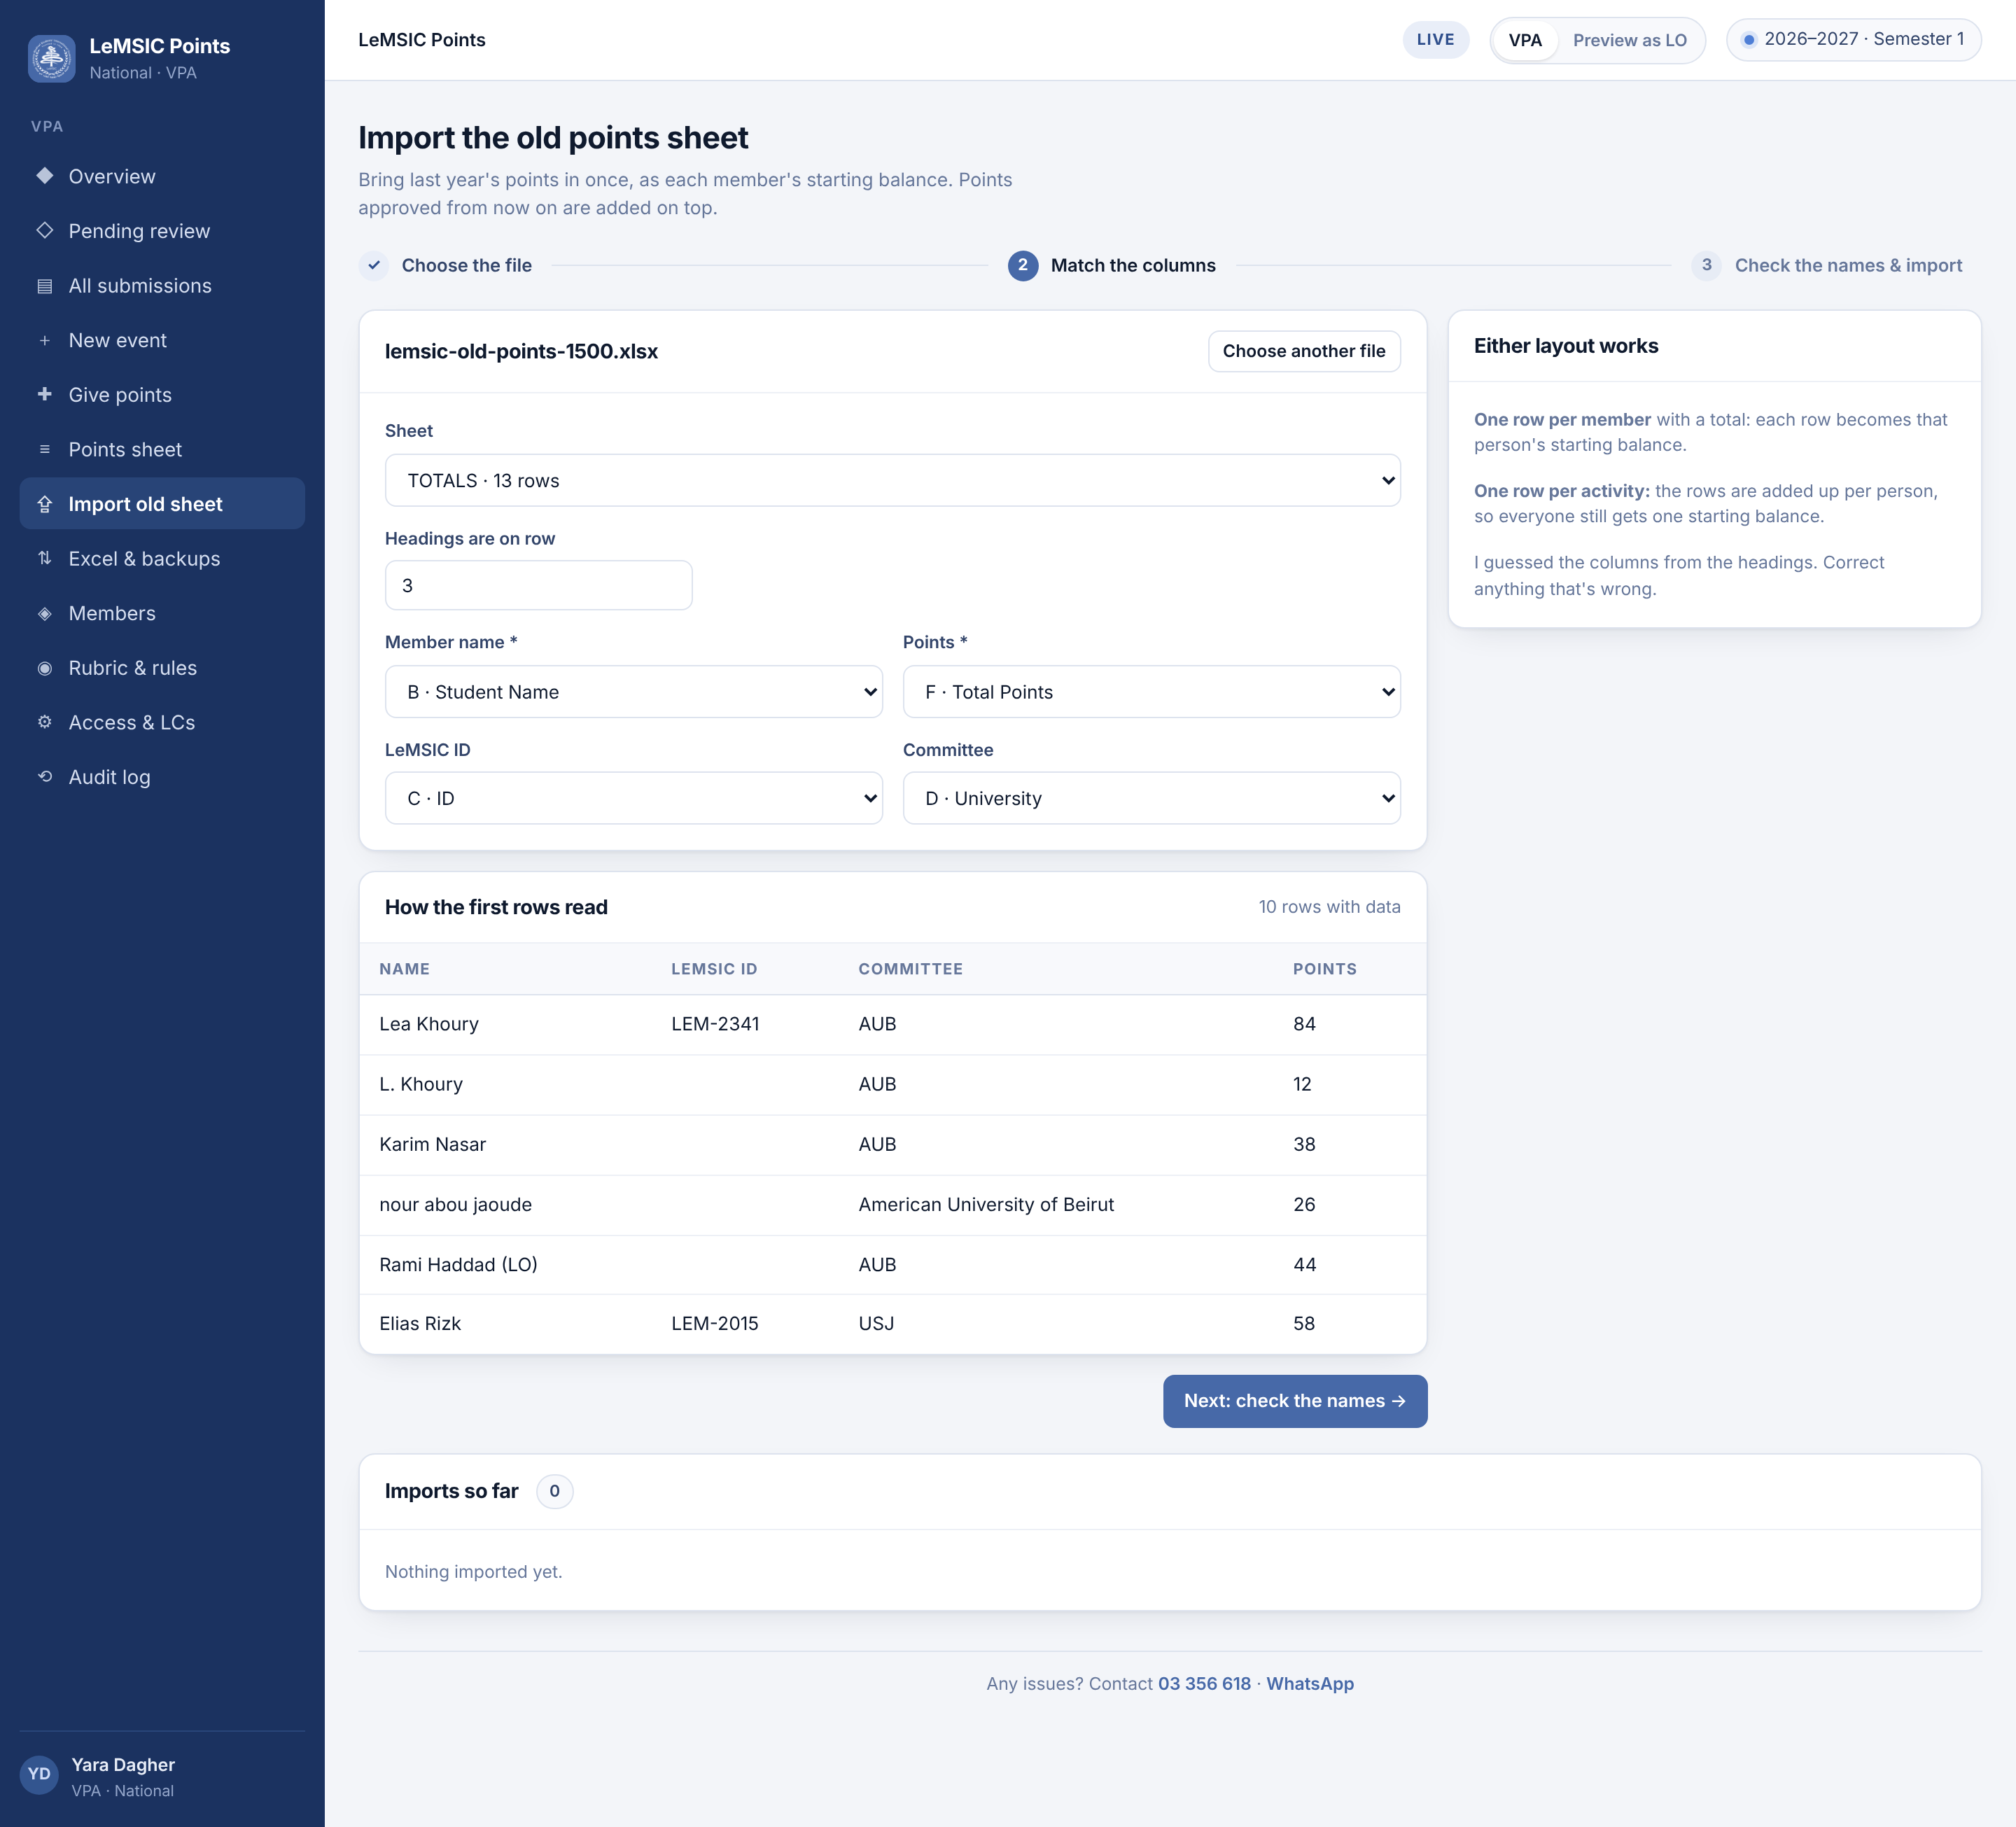 LeMSIC Points
National · VPA
VPA
Overview
Pending review
All submissions
New event
Give points
Points sheet
Import old sheet
Excel & backups
Members
Rubric & rules
Access & LCs
Audit log
YD
Yara Dagher
VPA · National
LeMSIC Points
LIVE
VPA
Preview as LO
2026–2027 · Semester 1
Import the old points sheet
Bring last year's points in once, as each member's starting balance. Points
approved from now on are added on top.
Choose the file
2 Match the columns
3 Check the names & import
lemsic-old-points-1500.xlsx
Choose another file
Sheet
TOTALS · 13 rows
Headings are on row
3
Member name *
Points *
B · Student Name
F · Total Points
LeMSIC ID
Committee
C · ID
D · University
Either layout works
One row per member with a total: each row becomes that
person's starting balance.
One row per activity: the rows are added up per person,
so everyone still gets one starting balance.
I guessed the columns from the headings. Correct
anything that's wrong.
How the first rows read
10 rows with data
NAME LEMSIC ID COMMITTEE POINTS
Lea Khoury LEM-2341 AUB 84
L. Khoury AUB 12
Karim Nasar AUB 38
nour abou jaoude American University of Beirut 26
Rami Haddad (LO) AUB 44
Elias Rizk LEM-2015 USJ 58
Next: check the names →
Imports so far 0
Nothing imported yet.
Any issues? Contact 03 356 618 · WhatsApp